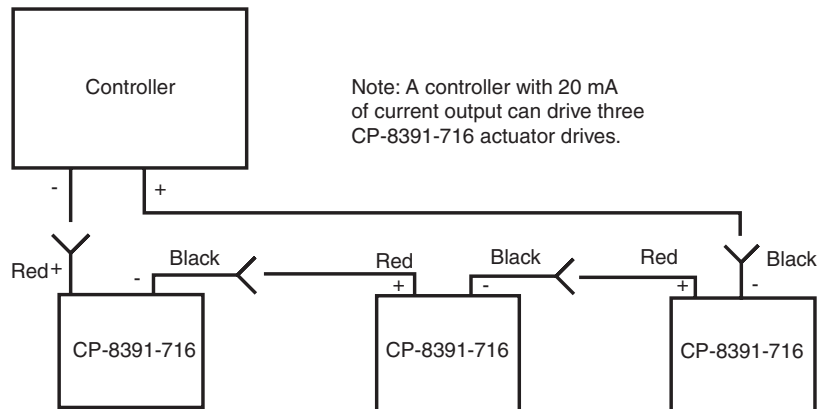 Controller
Note: A controller with 20 mA
of current output can drive three
CP-8391-716 actuator drives.
- +
Red + - Black Red + - Black Red + - Black
CP-8391-716 CP-8391-716 CP-8391-716